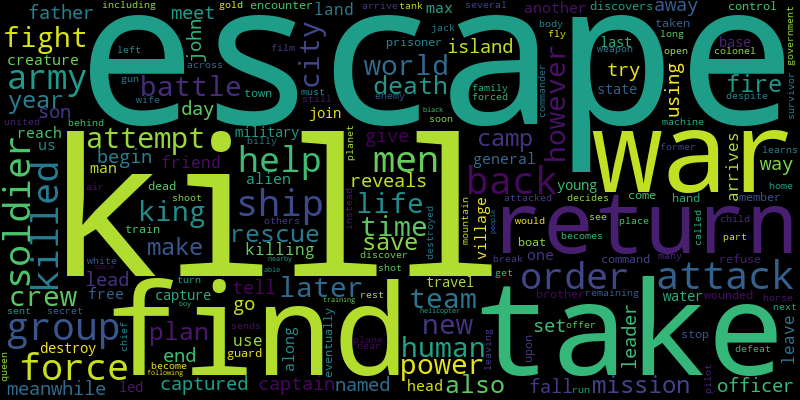 including gold encounter arrive tank several another discovers away control
father meet land max jack taken long
fight john escape body fly last base open colonel government
creature left city prisoner island using
army across world try weapon
gun battle death fire
year film commander state survivor
son day town wife must still enemy family forced however despite
united behind join black soon machine
reach attempt military billy planet give camp war former learns
us begin man friend help men general arrives way
soldier killed air dead alien reveals back young home
shoot kill instead attacked decides member
king ship life mountain village people come hand
train others time destroyed return would see place called child
make rescue save boat becomes part
killing discover
white space nearby shot break one command many refuse
lead able travel get order attack
crew free turn tell later team brother remaining wounded horse
sent secret capture boy find go training rest helicopter new take water next
group chief plan sends use plane near human set offer leader stop leave
force destroy end guard along eventually power leaving upon defeat
queen become following
meanwhile led captured captain named head also fall run mission pilot officer